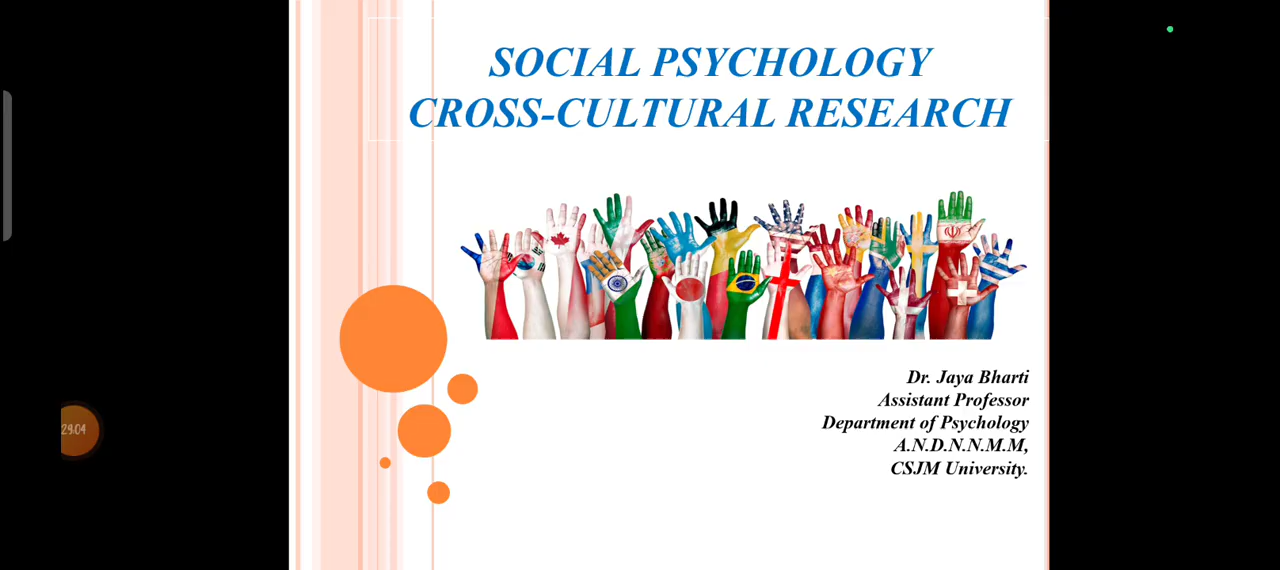 SOCIAL PSYCHOLOGY
CROSS-CULTURAL RESEARCH
Dr. Jaya Bharti
Assistant Professor
Department of Psychology
A.N.D.N.N.M.M,
CSJM University.
29:04